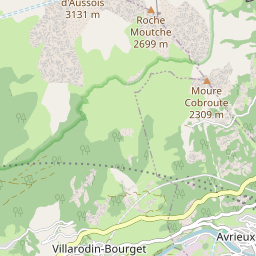 d'Aussois
3131 m
Roche
Moutche
2699 m
Moure
Cobroute
2309 m
Villarodin-Bourget
Avrieux